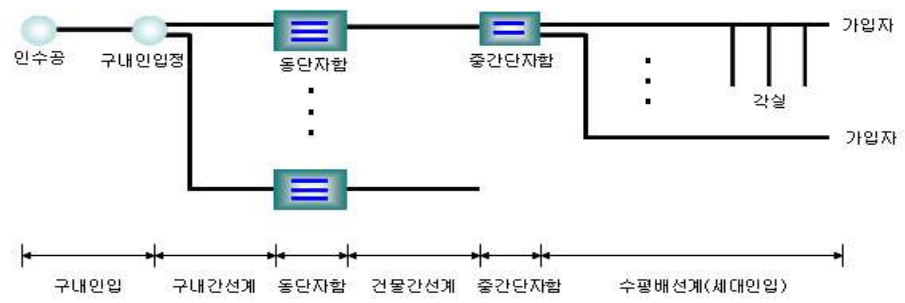 인수공
구내인입정
동단자함
중간단자함
가입자
각실
가입자
구내인입
구내간선계
동단자함
건물간선계
중간단자함
수평배선계(세대인입)